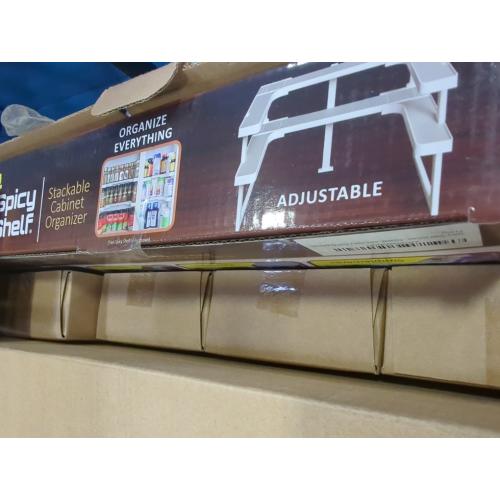 Spicy
Shelf.
Stackable
Cabinet
Organizer
ORGANIZE
EVERYTHING
ADJUSTABLE